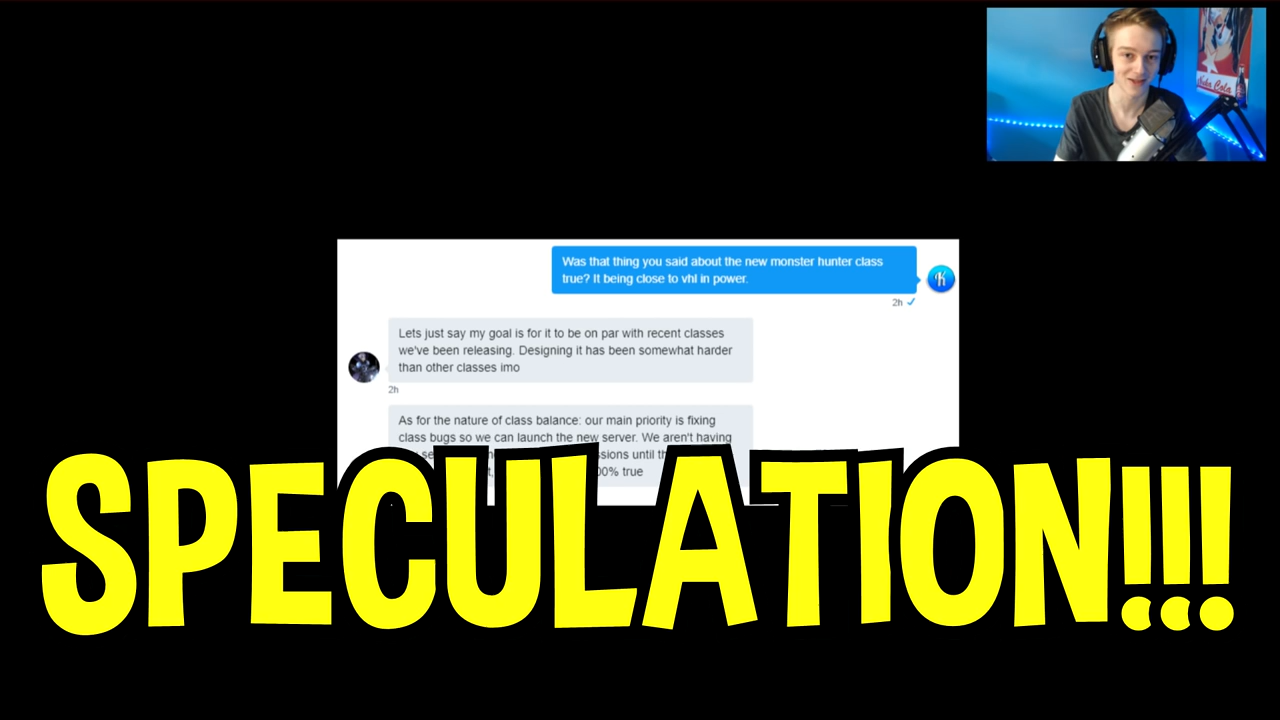 Nuka Cola
Was that thing you said about the new monster hunter class
true? It being close to vhl in power.
2h
Lets just say my goal is for it to be on par with recent classes
we've been releasing. Designing it has been somewhat harder
than other classes imo
2h
As for the nature of class balance: our main priority is fixing
class bugs so we can launch the new server. We aren't having
true
SPECULATION!!!